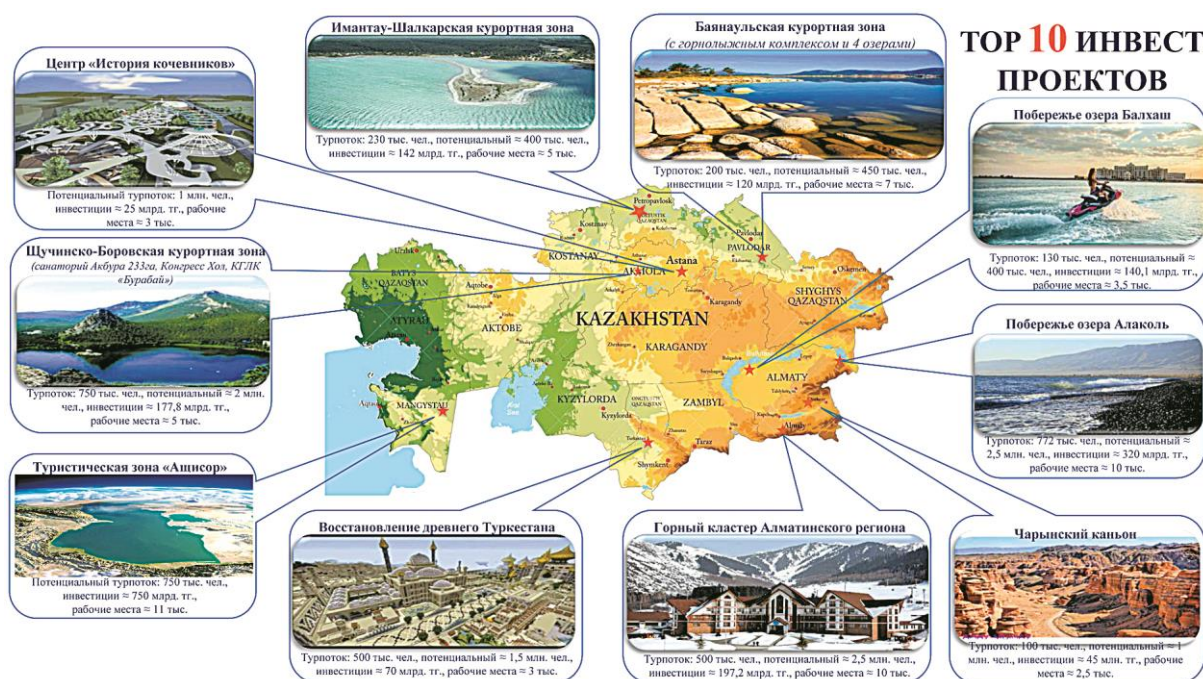 ТОР 10 ИНВЕСТ
ПРОЕКТОВ
Центр «История кочевников»
Потенциальный турпоток: 1 млн. чел.,
инвестиции ≈ 25 млрд. тг., рабочие
места ≈ 3 тыс.
Имантау-Шалкарская курортная зона
Турпоток: 230 тыс. чел., потенциальный ≈ 400 тыс. чел.,
инвестиции ≈ 142 млрд. тг., рабочие места ≈ 5 тыс.
Баянаульская курортная зона
(с горнолыжным комплексом и 4 озерами)
Турпоток: 200 тыс. чел., потенциальный ≈ 450 тыс. чел.,
инвестиции ≈ 120 млрд. тг., рабочие места ≈ 7 тыс.
Побережье озера Балхаш
Турпоток: 130 тыс. чел., потенциальный ≈
400 тыс. чел., инвестиции ≈ 140,1 млрд. тг.,
рабочие места ≈ 3,5 тыс.
Щучинско-Боровская курортная зона
(санаторий Акбура 233га, Конгресс Хол, КГЛК
«Бурабай»)
Турпоток: 750 тыс. чел., потенциальный ≈ 2 млн.
чел., инвестиции ≈ 177,8 млрд. тг.,
рабочие места ≈ 5 тыс.
Побережье озера Алаколь
Турпоток: 772 тыс. чел., потенциальный ≈
2,5 млн. чел., инвестиции ≈ 320 млрд. тг.,
рабочие места ≈ 10 тыс.
Туристическая зона «Ащисор»
Потенциальный турпоток: 750 тыс. чел.,
инвестиции ≈ 750 млрд. тг.,
рабочие места ≈ 11 тыс.
Восстановление древнего Туркестана
Турпоток: 500 тыс. чел., потенциальный ≈ 1,5 млн. чел.,
инвестиции ≈ 70 млрд. тг., рабочие места ≈ 3 тыс.
Горный кластер Алматинского региона
Турпоток: 500 тыс. чел., потенциальный ≈ 2,5 млн. чел.,
инвестиции ≈ 197,2 млрд. тг., рабочие места ≈ 10 тыс.
Чарынский каньон
Турпоток: 100 тыс. чел., потенциальный ≈ 1
млн. чел., инвестиции ≈ 45 млн. тг., рабочие
места ≈ 2,5 тыс.
Petropavlosk
Kostanay
KOSTANAY
Pavlodar
PAVLODAR
Astana
AKMOLA
Oskemen
SHYGHYS
QAZAQSTAN
BATYS
QAZAQSTAN
Aqtobe
AKTOBE
ATYRAH
Karagandy
KAZAKHSTAN
KARAGANDY
MANGYSTAU
Aral
Sea
KYZYLORDA
Kyzylorda
ZAMBYL
ALMATY
Almaty
Taraz
Shymkent